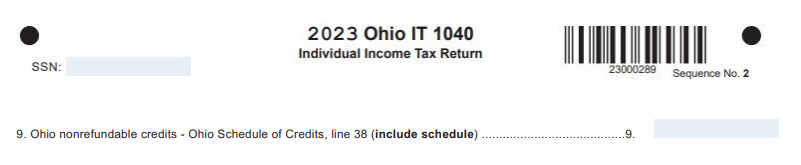 2023 Ohio IT 1040
Individual Income Tax Return
SSN:
23000289 Sequence No. 2
9. Ohio nonrefundable credits - Ohio Schedule of Credits, line 38 (include schedule) ..........................................9.